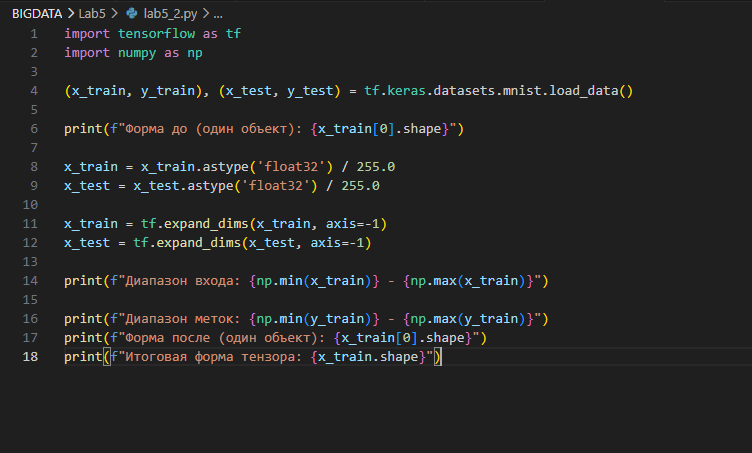 BIGDATA > Lab5 > lab5_2.py > ...
1 import tensorflow as tf
2 import numpy as np
3
4 (x_train, y_train), (x_test, y_test) = tf.keras.datasets.mnist.load_data()
5
6 print(f"Форма до (один объект): {x_train[0].shape}")
7
8 x_train = x_train.astype('float32') / 255.0
9 x_test = x_test.astype('float32') / 255.0
10
11 x_train = tf.expand_dims(x_train, axis=-1)
12 x_test = tf.expand_dims(x_test, axis=-1)
13
14 print(f"Диапазон входа: {np.min(x_train)} - {np.max(x_train)}")
15
16 print(f"Диапазон меток: {np.min(y_train)} - {np.max(y_train)}")
17 print(f"Форма после (один объект): {x_train[0].shape}")
18 print(f"Итоговая форма тензора: {x_train.shape}")